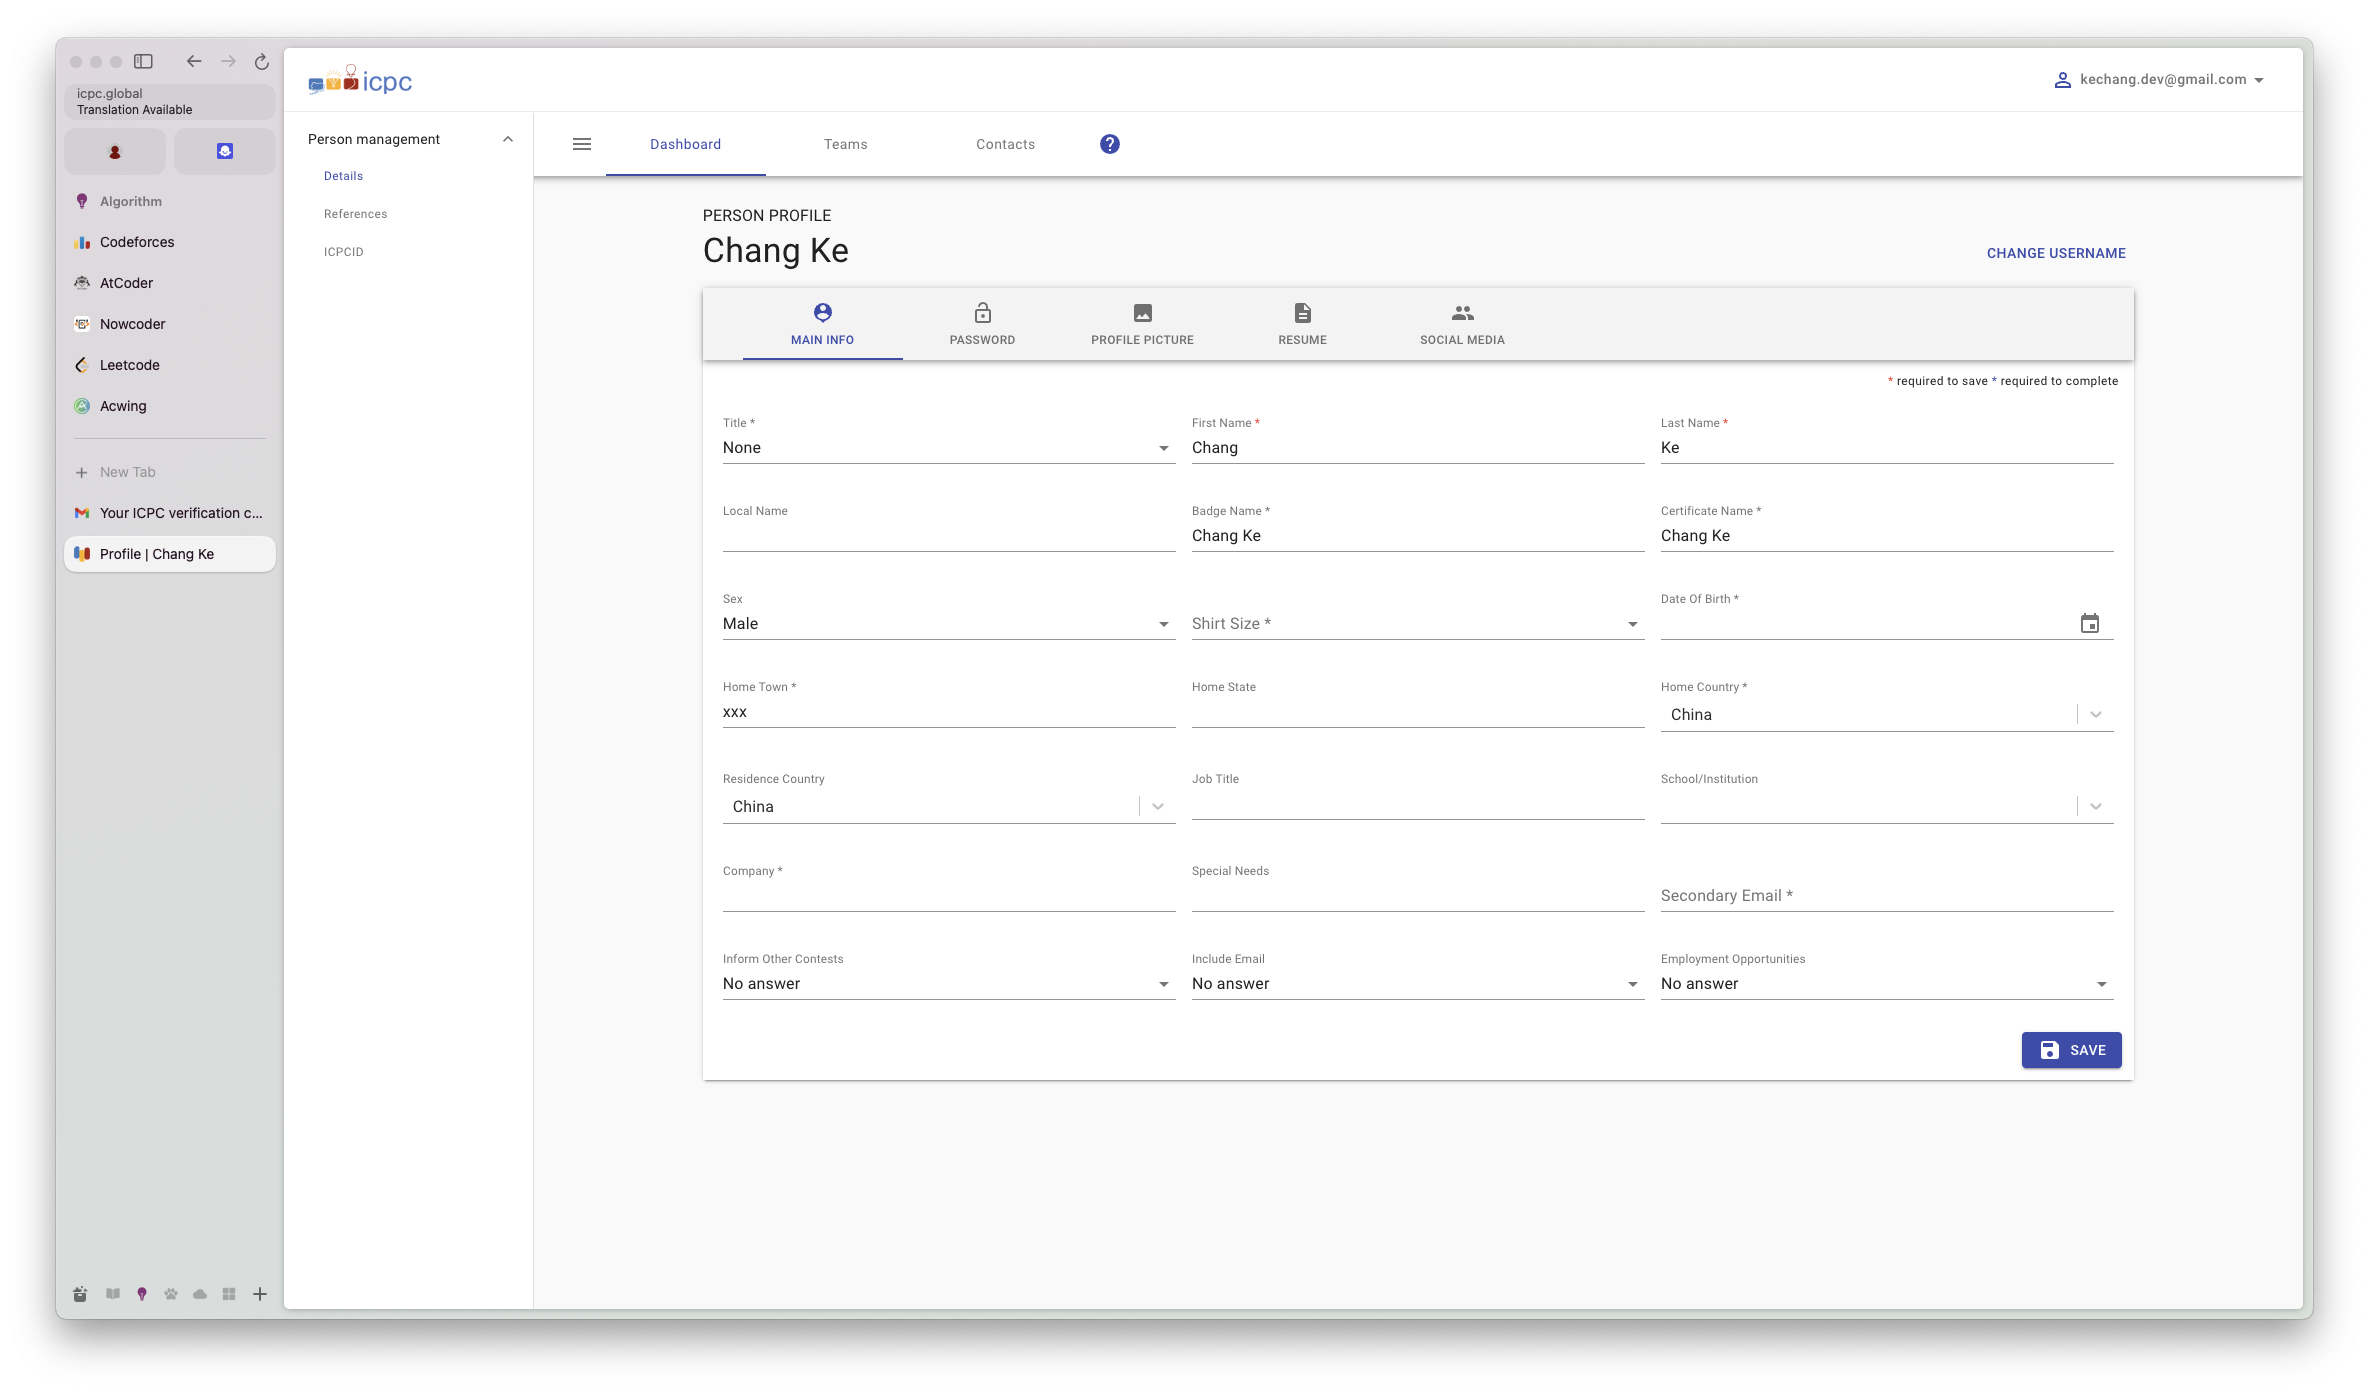 icpc.global
Translation Available
Algorithm
Codeforces
AtCoder
Nowcoder
Leetcode
Acwing
New Tab
Your ICPC verification c...
Profile | Chang Ke
icpc
kechang.dev@gmail.com
Person management
Details
References
ICPCID
Dashboard Teams Contacts ?
PERSON PROFILE
Chang Ke
CHANGE USERNAME
MAIN INFO PASSWORD PROFILE PICTURE RESUME SOCIAL MEDIA
* required to save * required to complete
Title * First Name * Last Name *
None Chang Ke
Local Name Badge Name * Certificate Name *
Chang Ke Chang Ke
Sex Date Of Birth *
Male Shirt Size *
Home Town * Home State Home Country *
xxx China
Residence Country Job Title School/Institution
China
Company * Special Needs
Secondary Email *
Inform Other Contests Include Email Employment Opportunities
No answer No answer No answer
SAVE